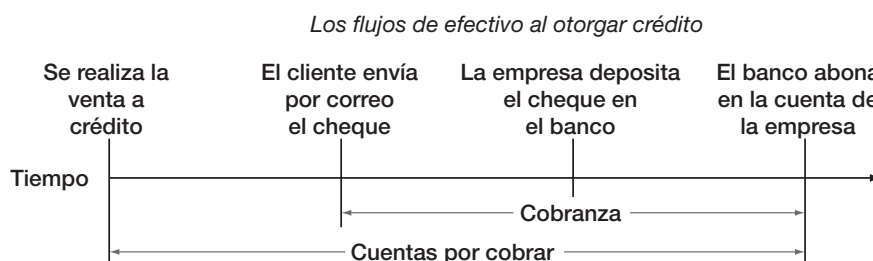 Los flujos de efectivo al otorgar crédito
Se realiza la
venta a
crédito
El cliente envía
por correo
el cheque
La empresa deposita
el cheque en
el banco
El banco abona
en la cuenta de
la empresa
Tiempo
Cobranza
Cuentas por cobrar